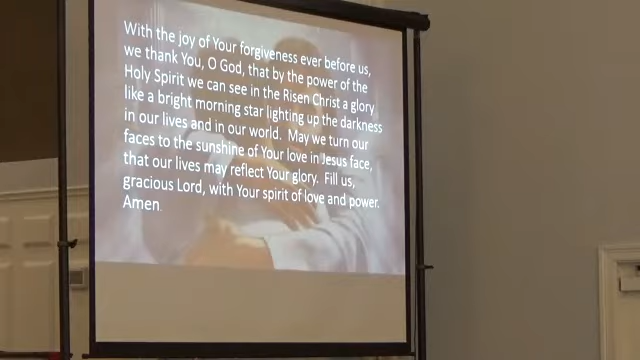 With the joy of Your forgiveness ever before us,
we thank You, O God, that by the power of the
Holy Spirit we can see in the Risen Christ a glory
like a bright morning star lighting up the darkness
in our lives and in our world. May we turn our
faces to the sunshine of Your love in Jesus face,
that our lives may reflect Your glory. Fill us,
gracious Lord, with Your spirit of love and power.
Amen.